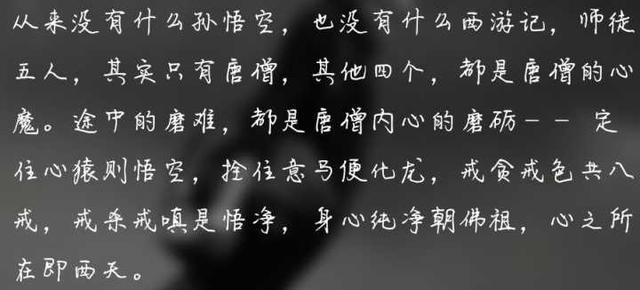 从来没有什么孙悟空，也没有什么西游记，师徒
五人，其实只有唐僧，其他四个，都是唐僧的心
魔。途中的磨难，都是唐僧内心的磨砺－－ 定
住心猿则悟空，拴住意马便化龙，戒贪戒色共八
戒，戒杀戒嗔是悟净，身心纯净朝佛祖，心之所
在即西天。